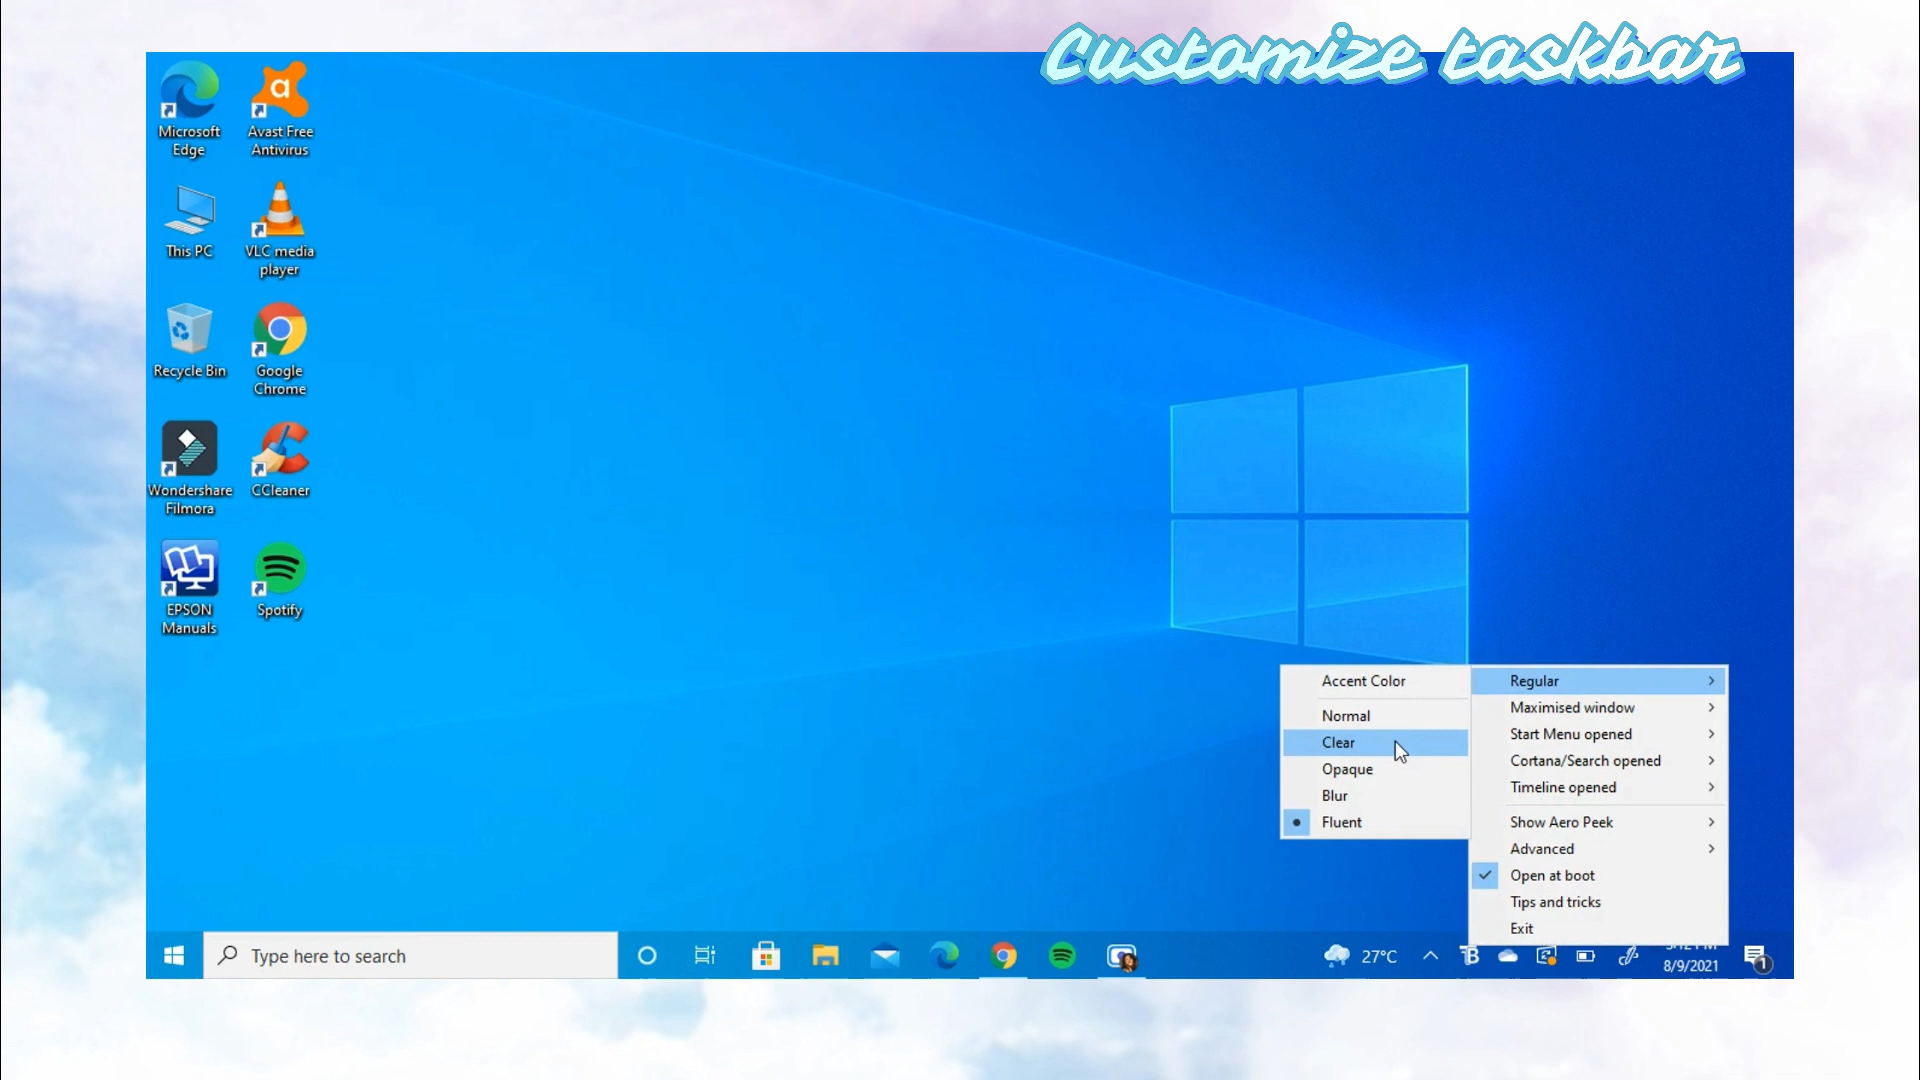 Customize taskbar
Microsoft
Edge
Avast Free
Antivirus
This PC
VLC media
player
Recycle Bin
Google
Chrome
Wondershare
Filmora
CCleaner
EPSON
Manuals
Spotify
Accent Color
Normal
Clear
Opaque
Blur
Fluent
Regular
Maximised window
Start Menu opened
Cortana/Search opened
Timeline opened
Show Aero Peek
Advanced
Open at boot
Tips and tricks
Exit
Type here to search
27°C
8/9/2021
1